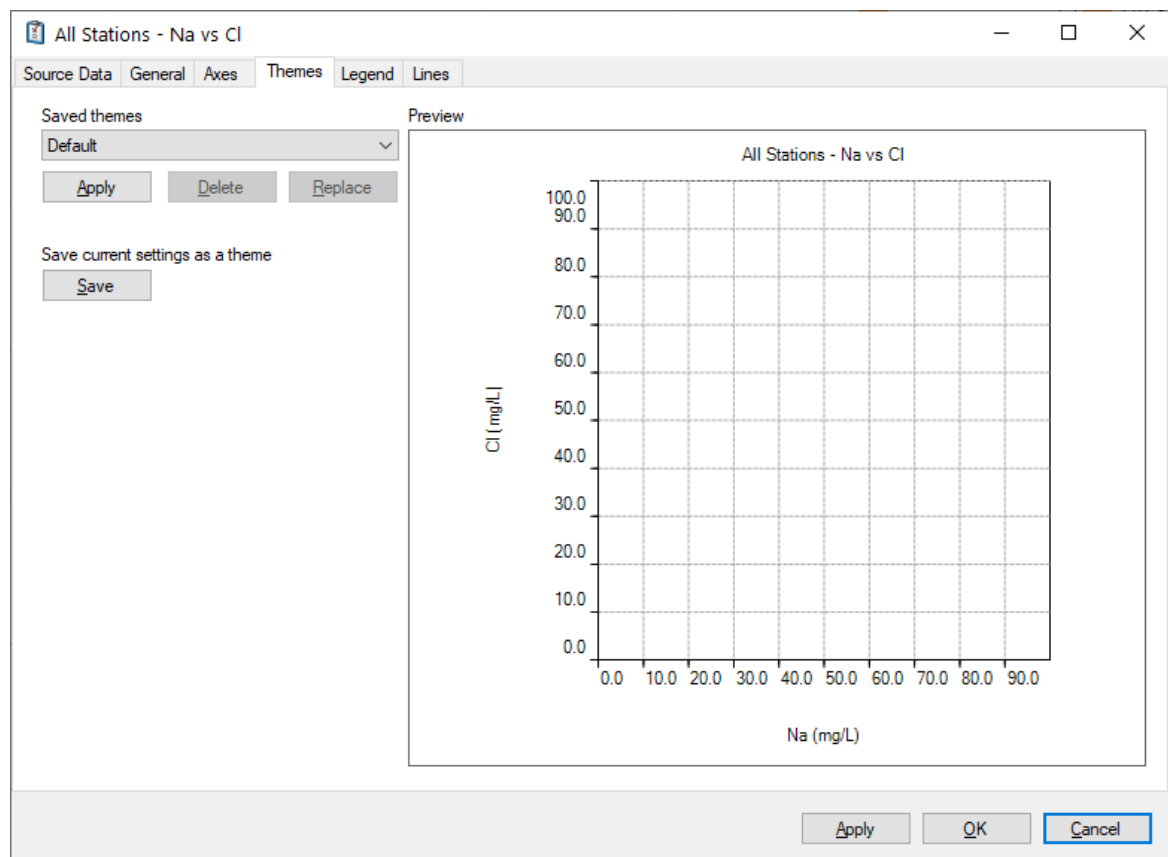 All Stations - Na vs Cl
Source Data General Axes Themes Legend Lines
Saved themes
Default
Apply Delete Replace
Save current settings as a theme
Save
Preview
All Stations - Na vs Cl
100.0
90.0
80.0
70.0
60.0
50.0
40.0
30.0
20.0
10.0
0.0
Cl (mg/L)
0.0 10.0 20.0 30.0 40.0 50.0 60.0 70.0 80.0 90.0
Na (mg/L)
Apply OK Cancel